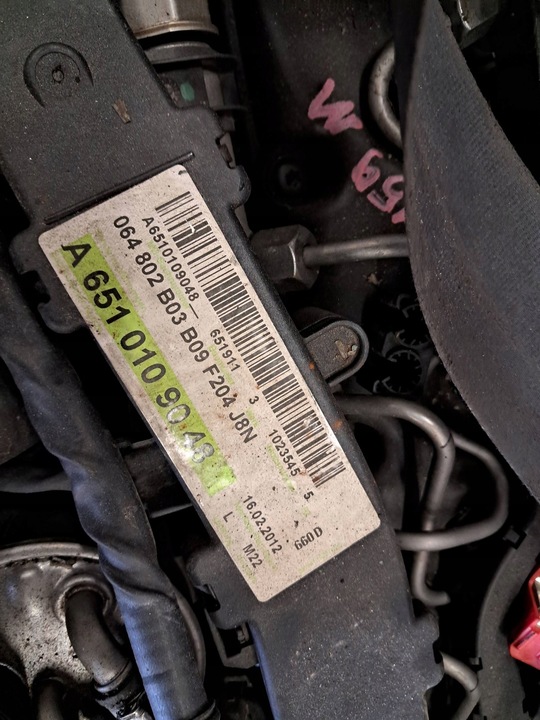 A6510109048 651911 3 1023545 5
064 802 B03 B09 F204 J8N
A 651 010 90 48
16.02.2012 660 D
L M22
W
159